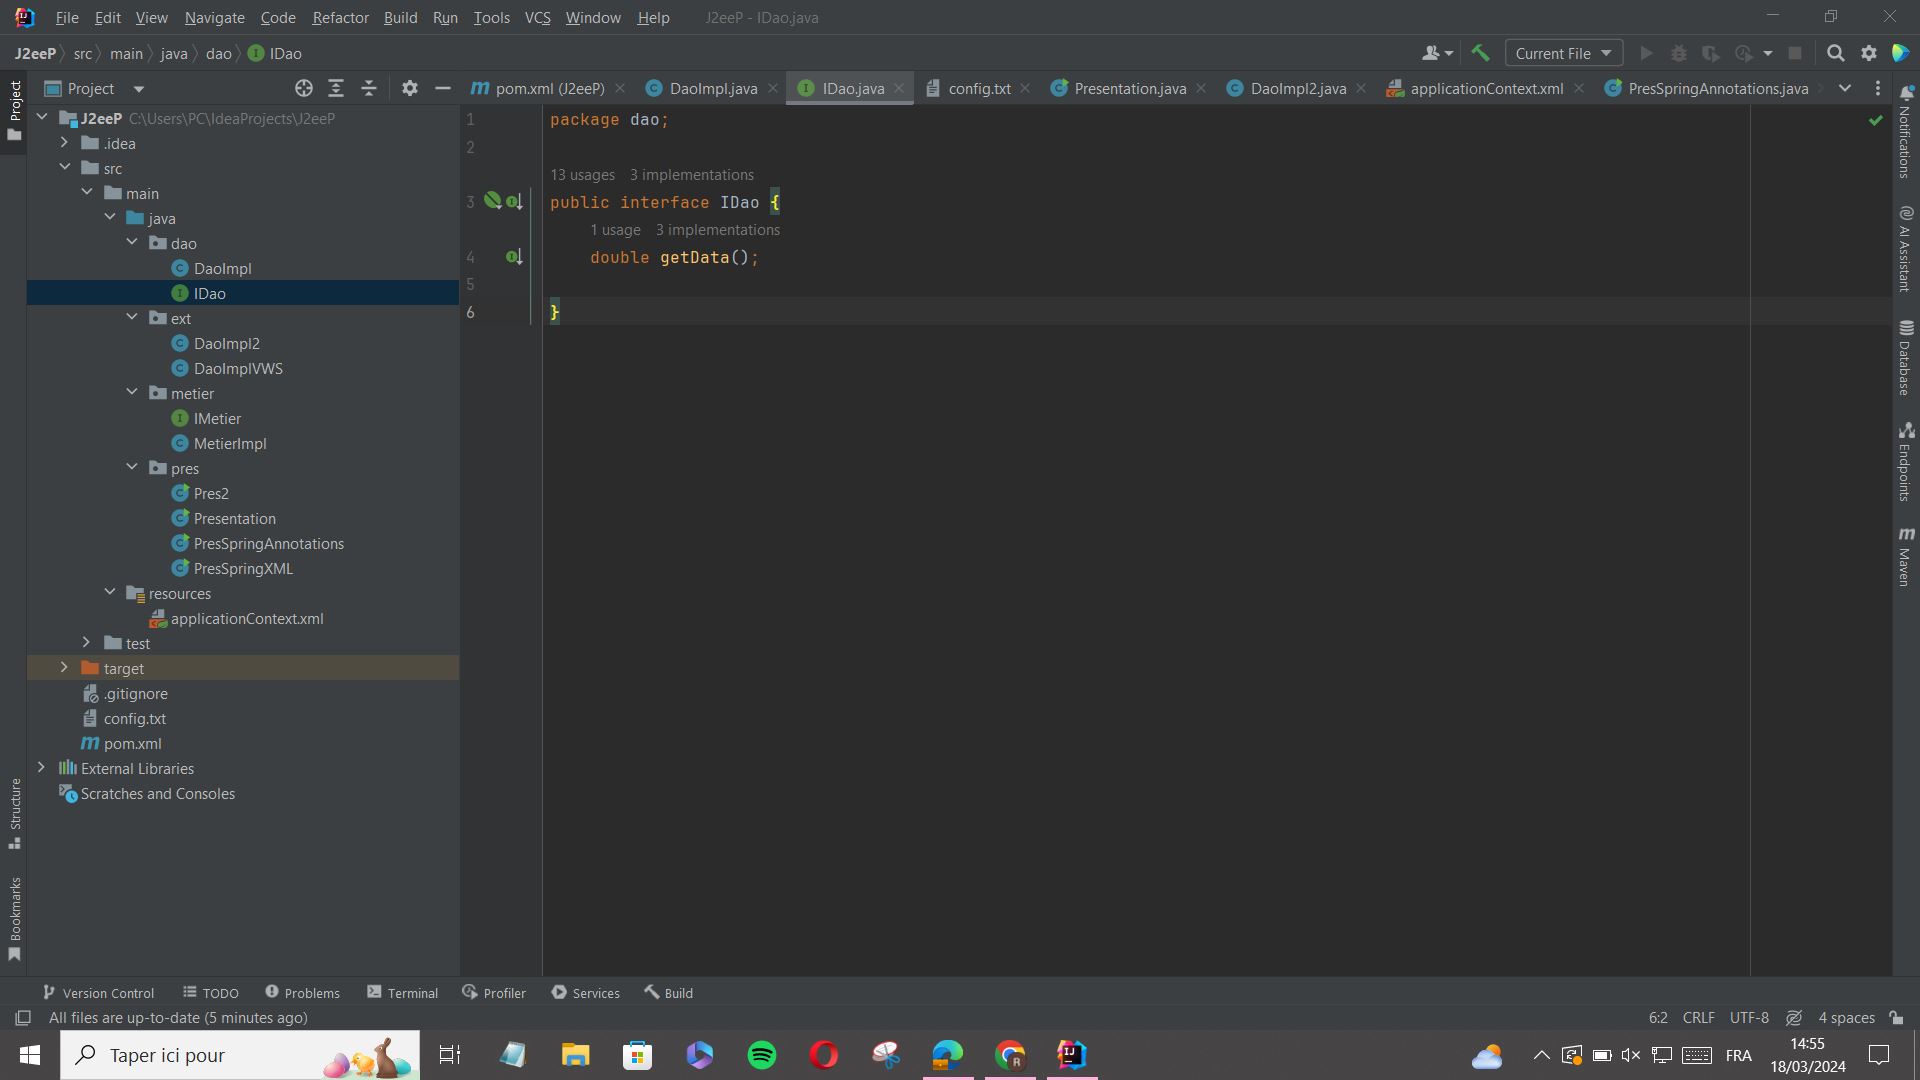 File Edit View Navigate Code Refactor Build Run Tools VCS Window Help J2eeP - IDao.java
J2eeP src main java dao IDao
Current File
Project
pom.xml (J2eeP) DaoImpl.java IDao.java config.txt Presentation.java DaoImpl2.java applicationContext.xml PresSpringAnnotations.java
J2eeP C:\Users\PC\IdeaProjects\J2eeP
.idea
src
main
java
dao
DaoImpl
IDao
ext
DaoImpl2
DaoImplVWS
metier
IMetier
MetierImpl
pres
Pres2
Presentation
PresSpringAnnotations
PresSpringXML
resources
applicationContext.xml
test
target
.gitignore
config.txt
pom.xml
External Libraries
Scratches and Consoles
1 package dao;
2
13 usages 3 implementations
3 public interface IDao {
1 usage 3 implementations
4 double getData();
5
6 }
Project
Structure
Bookmarks
Notifications
AI Assistant
Database
Endpoints
Maven
Version Control TODO Problems Terminal Profiler Services Build
All files are up-to-date (5 minutes ago)
6:2 CRLF UTF-8 4 spaces
Taper ici pour
FRA
14:55
18/03/2024